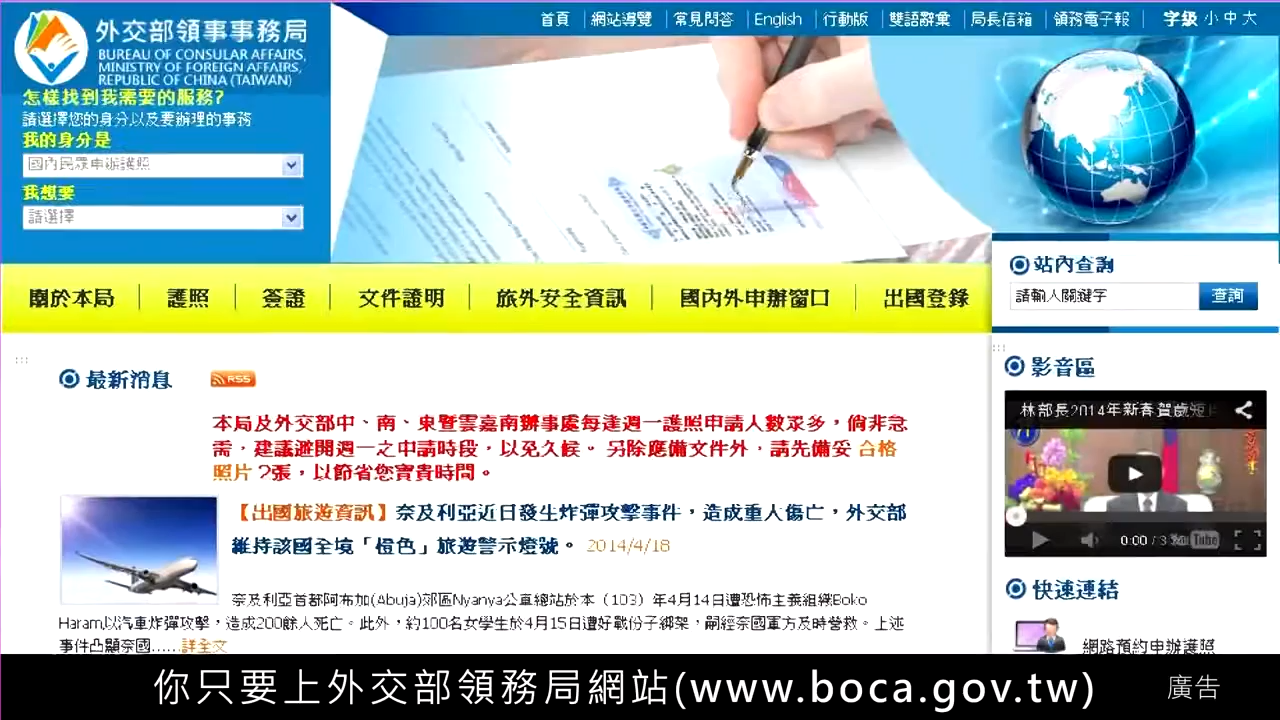 外交部領事事務局
BUREAU OF CONSULAR AFFAIRS,
MINISTRY OF FOREIGN AFFAIRS,
REPUBLIC OF CHINA (TAIWAN)
首頁 網站導覽 常見問答 English 行動版 雙語辭彙 局長信箱 領務電子報 字級 小 中 大
怎樣找到我需要的服務?
請選擇您的身分以及要辦理的事務
我的身分是
國內民眾申辦護照
我想要
請選擇
關於本局 護照 簽證 文件證明 旅外安全資訊 國內外申辦窗口 出國登錄
站內查詢
請輸入關鍵字 查詢
最新消息 RSS
本局及外交部中、南、東暨雲嘉南辦事處每逢週一護照申請人數眾多，倘非急
需，建議避開週一之申請時段，以免久候。 另除應備文件外，請先備妥 合格
照片 2張，以節省您寶貴時間。
【出國旅遊資訊】奈及利亞近日發生炸彈攻擊事件，造成重大傷亡，外交部
維持該國全境「橙色」旅遊警示燈號。 2014/4/18
奈及利亞首都阿布加(Abuja)郊區Nyanya公車總站於本（103）年4月14日遭恐怖主義組織Boko
Haram以汽車炸彈攻擊，造成200餘人死亡。此外，約100名女學生於4月15日遭好戰份子綁架，嗣經奈國軍方及時營救。上述
事件凸顯奈國......詳全文
影音區
林部長2014年新春賀歲短片
0:00 / 3 YouTube
快速連結
網路預約申辦護照
你只要上外交部領務局網站(www.boca.gov.tw)
廣告